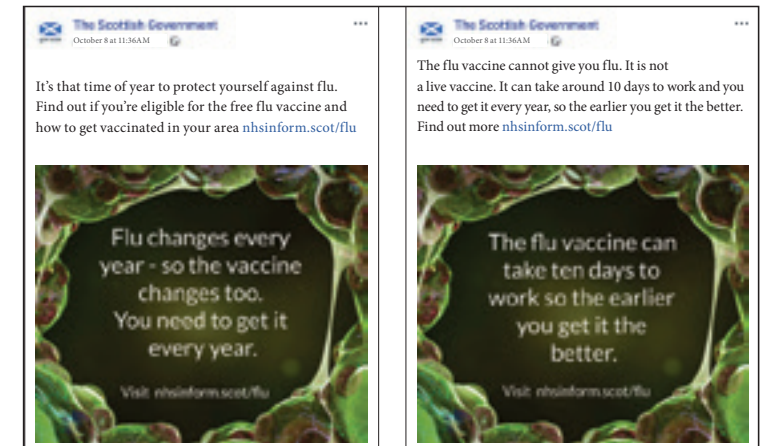 The Scottish Government
October 8 at 11:36AM
It's that time of year to protect yourself against flu.
Find out if you're eligible for the free flu vaccine and
how to get vaccinated in your area nhsinform.scot/flu
Flu changes every
year - so the vaccine
changes too.
You need to get it
every year.
Visit nhsinform.scot/flu
The Scottish Government
October 8 at 11:36AM
The flu vaccine cannot give you flu. It is not
a live vaccine. It can take around 10 days to work and you
need to get it every year, so the earlier you get it the better.
Find out more nhsinform.scot/flu
The flu vaccine can
take ten days to
work so the earlier
you get it the
better.
Visit nhsinform.scot/flu